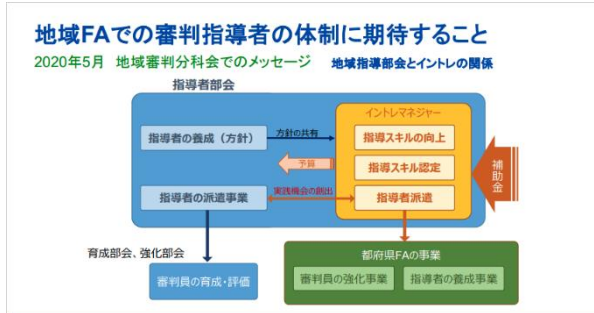 地域FAでの審判指導者の体制に期待すること
2020年5月 地域審判分科会でのメッセージ 地域指導部会とイントレの関係
指導者部会
イントレマネジャー
指導者の養成（方針）
方針の共有
指導スキルの向上
予算
指導スキル認定
補助金
指導者の派遣事業
実践機会の創出
指導者派遣
育成部会、強化部会
都府県FAの事業
審判員の育成・評価
審判員の強化事業
指導者の養成事業